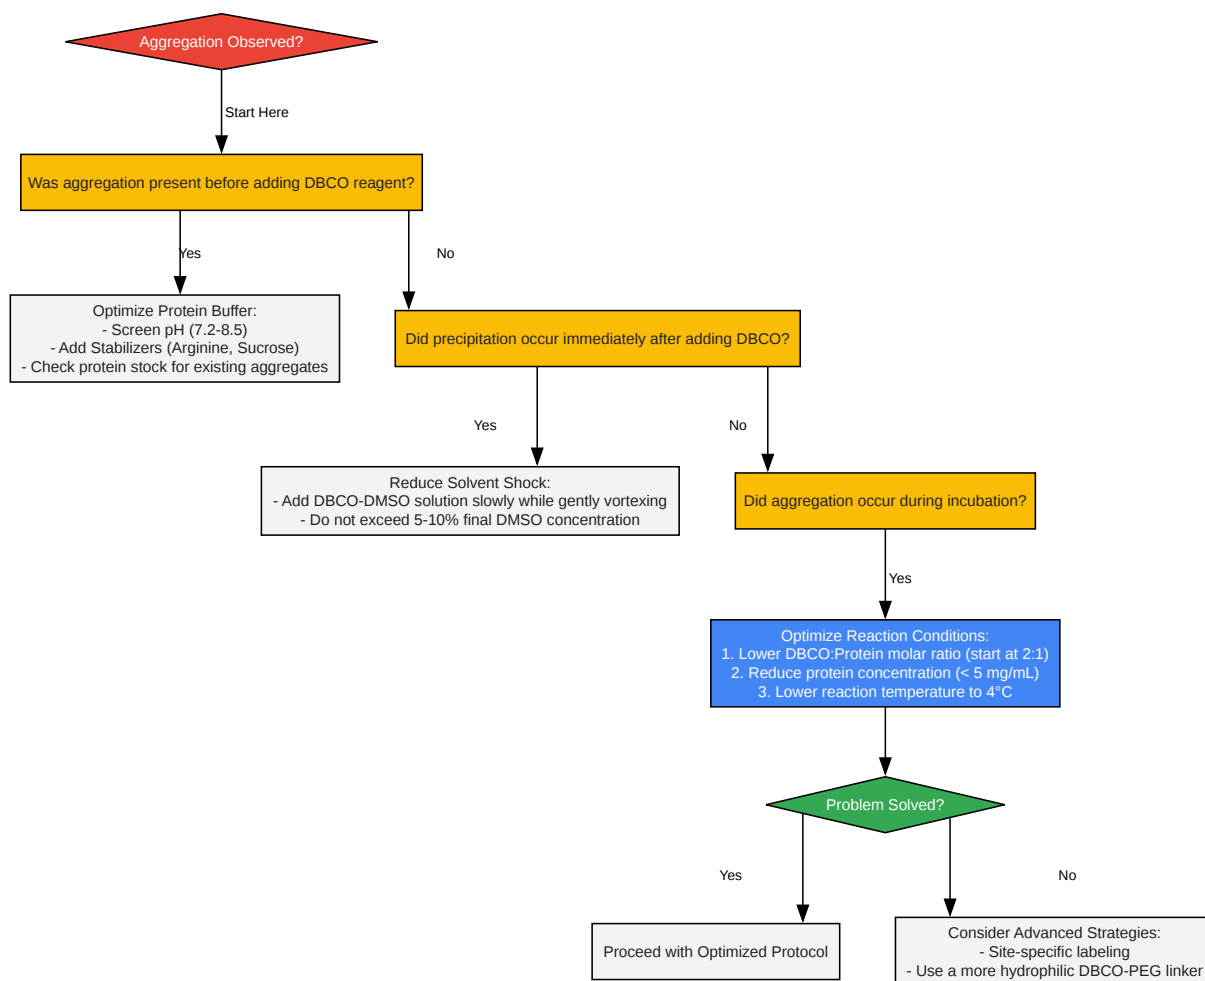 Aggregation Observed?
Start Here
Was aggregation present before adding DBCO reagent?
Yes
No
Optimize Protein Buffer:
- Screen pH (7.2-8.5)
- Add Stabilizers (Arginine, Sucrose)
- Check protein stock for existing aggregates
Did precipitation occur immediately after adding DBCO?
Yes
No
Reduce Solvent Shock:
- Add DBCO-DMSO solution slowly while gently vortexing
- Do not exceed 5-10% final DMSO concentration
Did aggregation occur during incubation?
Yes
Optimize Reaction Conditions:
1. Lower DBCO:Protein molar ratio (start at 2:1)
2. Reduce protein concentration (< 5 mg/mL)
3. Lower reaction temperature to 4°C
Problem Solved?
Yes
No
Proceed with Optimized Protocol
Consider Advanced Strategies:
- Site-specific labeling
- Use a more hydrophilic DBCO-PEG linker